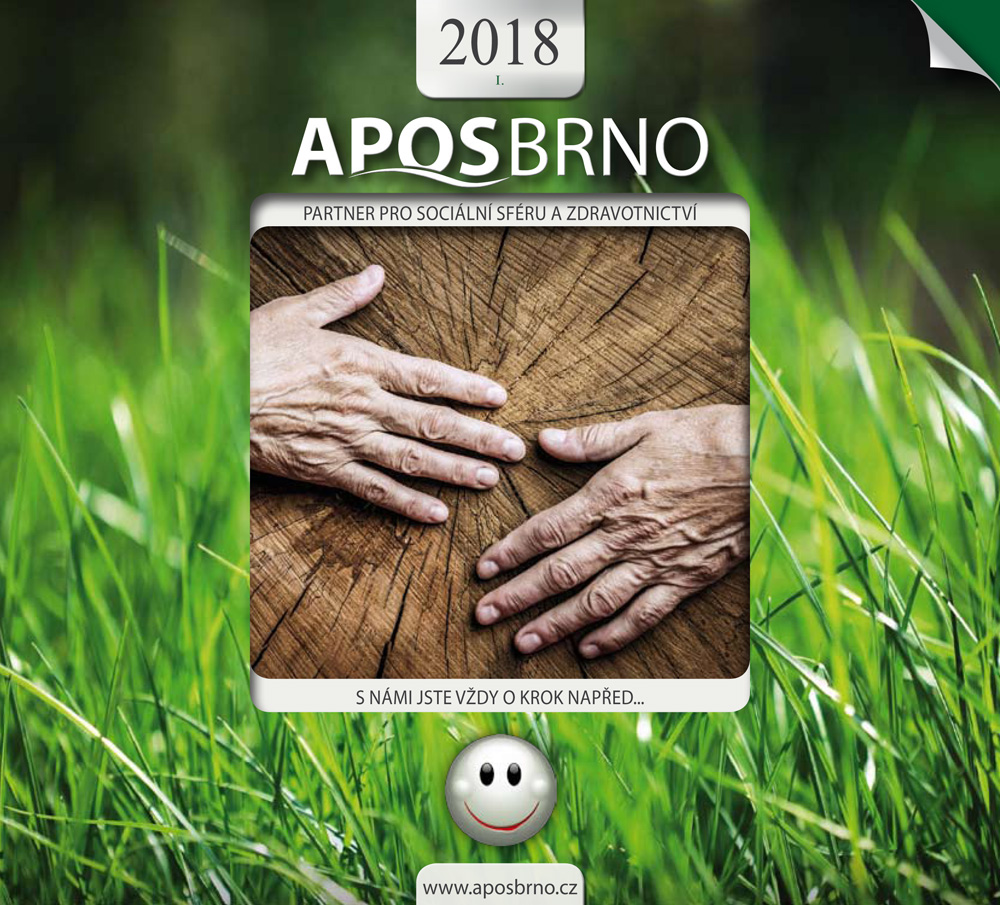 2018
I.
APOSBRNO
PARTNER PRO SOCIÁLNÍ SFÉRU A ZDRAVOTNICTVÍ
S NÁMI JSTE VŽDY O KROK NAPŘED...
www.aposbrno.cz